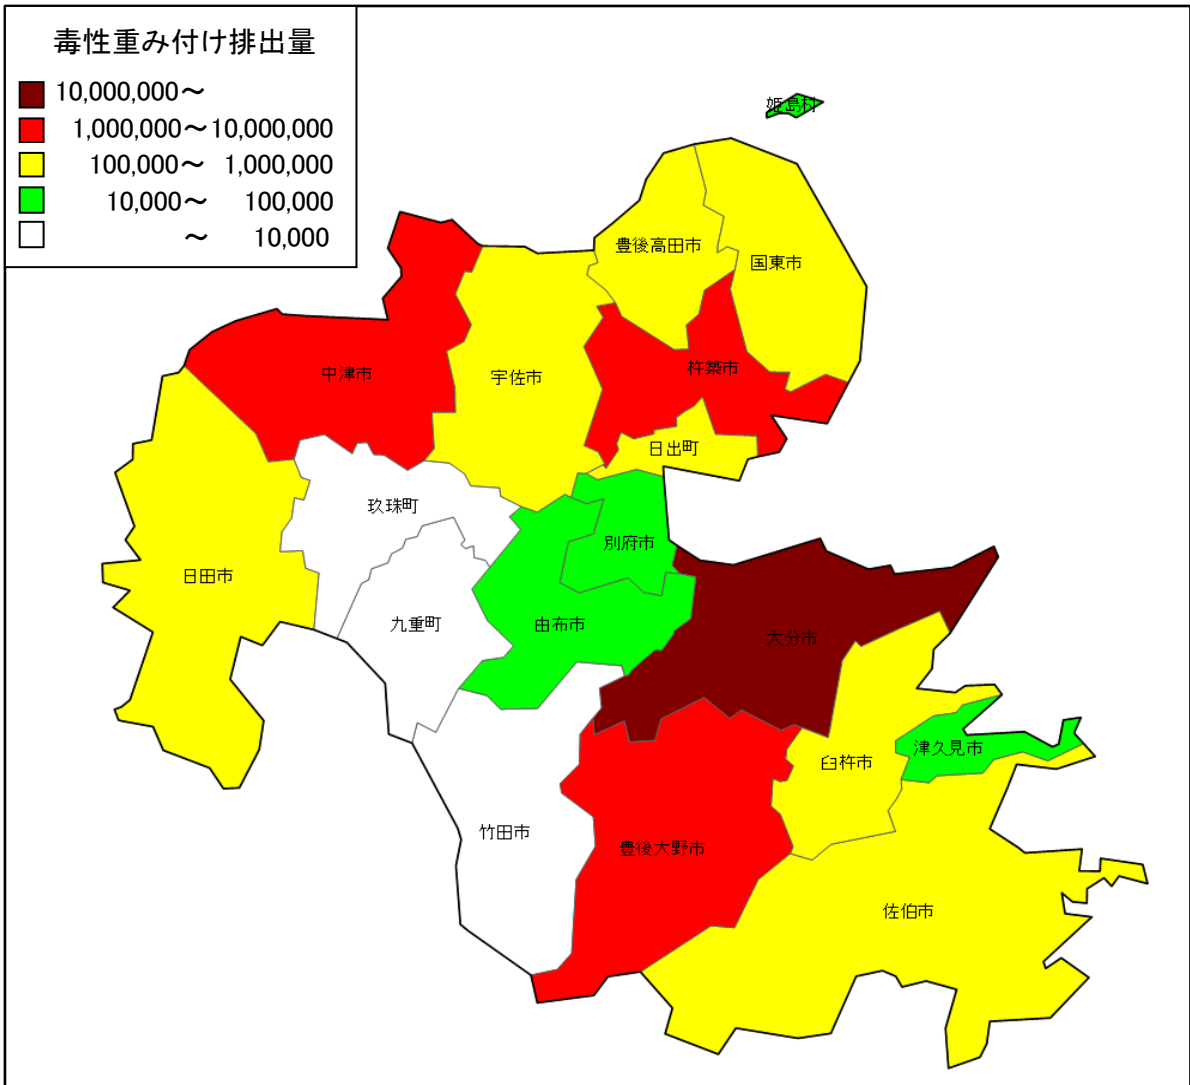 毒性重み付け排出量
10,000,000～
1,000,000～10,000,000
100,000～ 1,000,000
10,000～ 100,000
～ 10,000
姫島村
豊後高田市
国東市
中津市
宇佐市
杵築市
日出町
玖珠町
別府市
日田市
九重町
由布市
大分市
津久見市
臼杵市
竹田市
豊後大野市
佐伯市